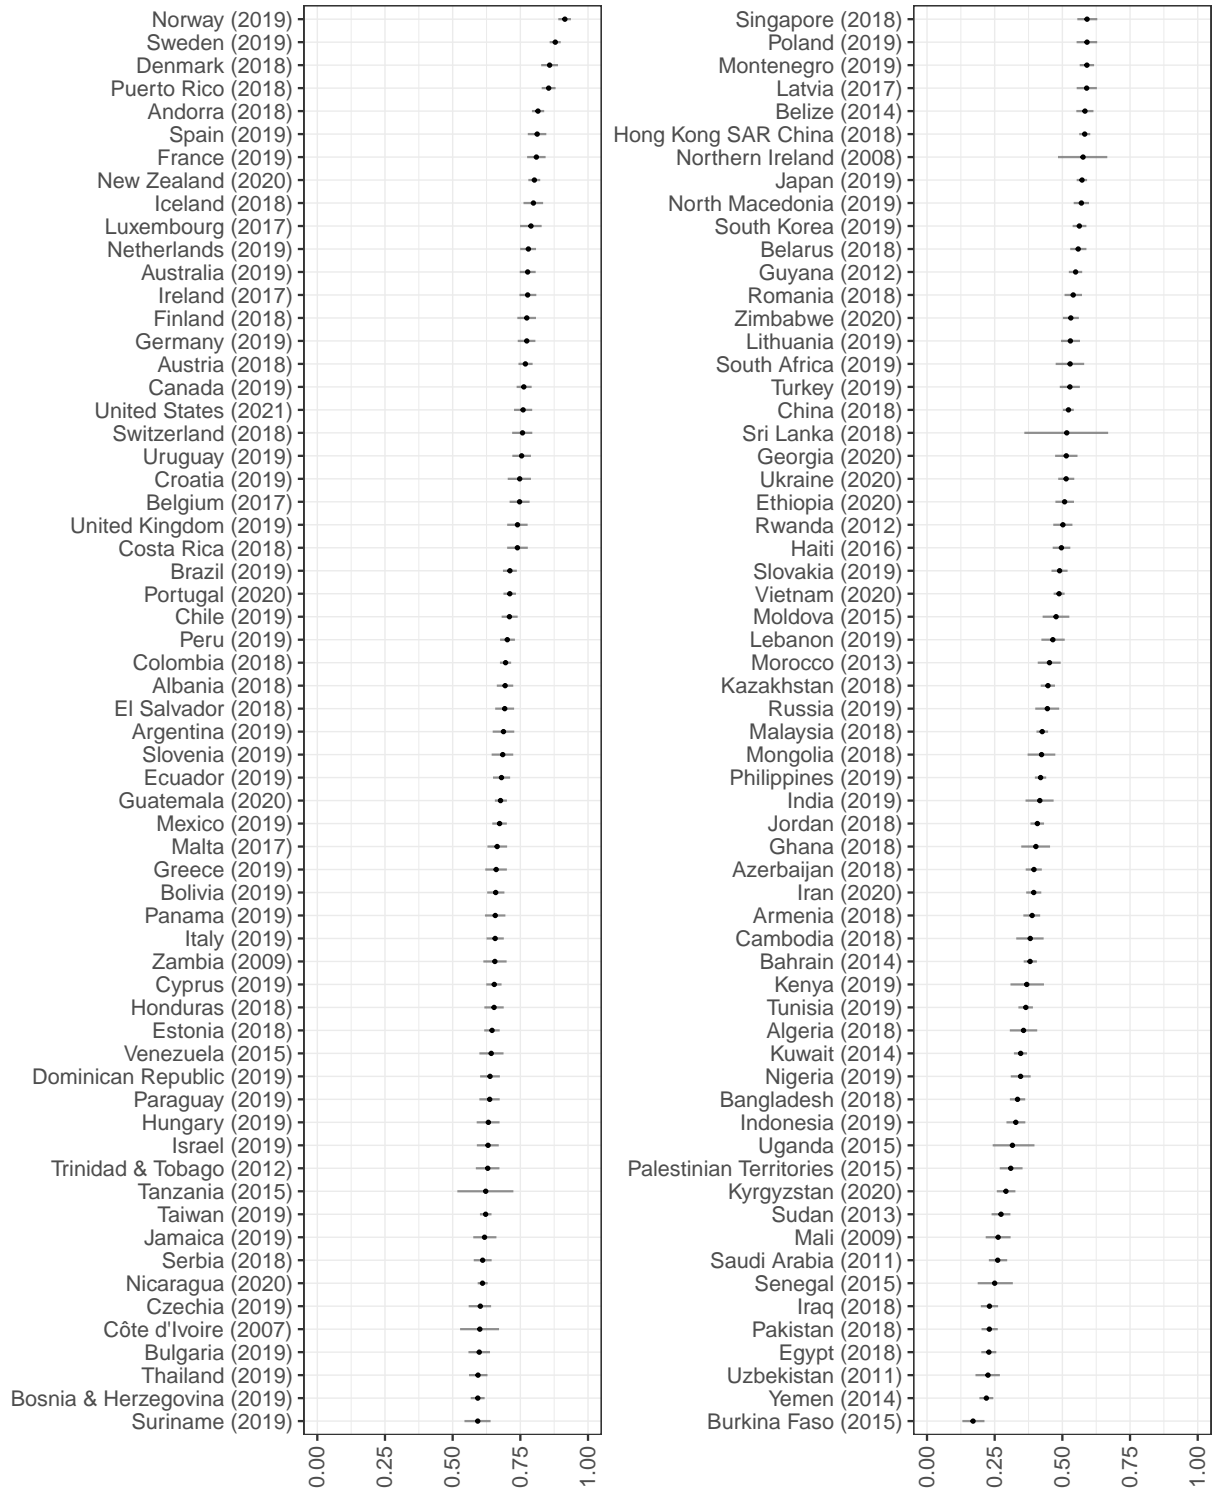 Norway (2019)
Sweden (2019)
Denmark (2018)
Puerto Rico (2018)
Andorra (2018)
Spain (2019)
France (2019)
New Zealand (2020)
Iceland (2018)
Luxembourg (2017)
Netherlands (2019)
Australia (2019)
Ireland (2017)
Finland (2018)
Germany (2019)
Austria (2018)
Canada (2019)
United States (2021)
Switzerland (2018)
Uruguay (2019)
Croatia (2019)
Belgium (2017)
United Kingdom (2019)
Costa Rica (2018)
Brazil (2019)
Portugal (2020)
Chile (2019)
Peru (2019)
Colombia (2018)
Albania (2018)
El Salvador (2018)
Argentina (2019)
Slovenia (2019)
Ecuador (2019)
Guatemala (2020)
Mexico (2019)
Malta (2017)
Greece (2019)
Bolivia (2019)
Panama (2019)
Italy (2019)
Zambia (2009)
Cyprus (2019)
Honduras (2018)
Estonia (2018)
Venezuela (2015)
Dominican Republic (2019)
Paraguay (2019)
Hungary (2019)
Israel (2019)
Trinidad & Tobago (2012)
Tanzania (2015)
Taiwan (2019)
Jamaica (2019)
Serbia (2018)
Nicaragua (2020)
Czechia (2019)
Côte d'Ivoire (2007)
Bulgaria (2019)
Thailand (2019)
Bosnia & Herzegovina (2019)
Suriname (2019)
0.00
0.25
0.50
0.75
1.00
Singapore (2018)
Poland (2019)
Montenegro (2019)
Latvia (2017)
Belize (2014)
Hong Kong SAR China (2018)
Northern Ireland (2008)
Japan (2019)
North Macedonia (2019)
South Korea (2019)
Belarus (2018)
Guyana (2012)
Romania (2018)
Zimbabwe (2020)
Lithuania (2019)
South Africa (2019)
Turkey (2019)
China (2018)
Sri Lanka (2018)
Georgia (2020)
Ukraine (2020)
Ethiopia (2020)
Rwanda (2012)
Haiti (2016)
Slovakia (2019)
Vietnam (2020)
Moldova (2015)
Lebanon (2019)
Morocco (2013)
Kazakhstan (2018)
Russia (2019)
Malaysia (2018)
Mongolia (2018)
Philippines (2019)
India (2019)
Jordan (2018)
Ghana (2018)
Azerbaijan (2018)
Iran (2020)
Armenia (2018)
Cambodia (2018)
Bahrain (2014)
Kenya (2019)
Tunisia (2019)
Algeria (2018)
Kuwait (2014)
Nigeria (2019)
Bangladesh (2018)
Indonesia (2019)
Uganda (2015)
Palestinian Territories (2015)
Kyrgyzstan (2020)
Sudan (2013)
Mali (2009)
Saudi Arabia (2011)
Senegal (2015)
Iraq (2018)
Pakistan (2018)
Egypt (2018)
Uzbekistan (2011)
Yemen (2014)
Burkina Faso (2015)
0.00
0.25
0.50
0.75
1.00